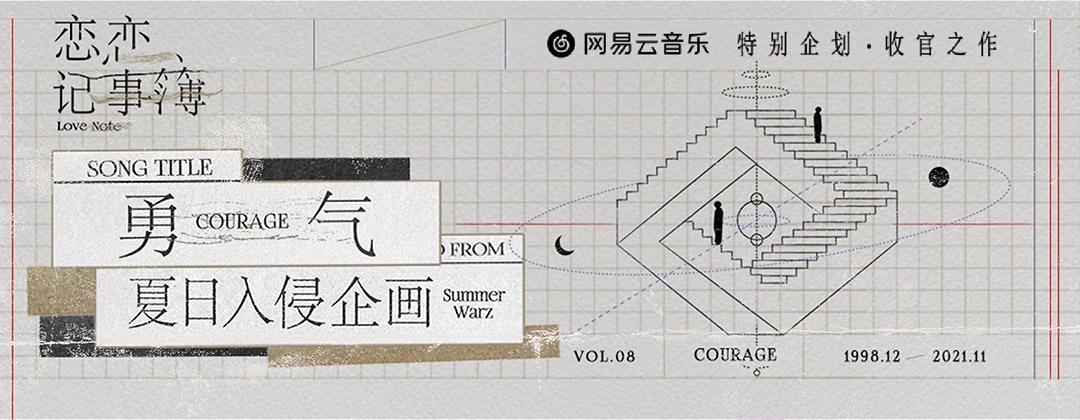 恋恋
记事簿
Love Note
网易云音乐 特别企划·收官之作
SONG TITLE
勇 COURAGE 气
FROM
夏日入侵企画 Summer Warz
VOL.08 COURAGE 1998.12 — 2021.11